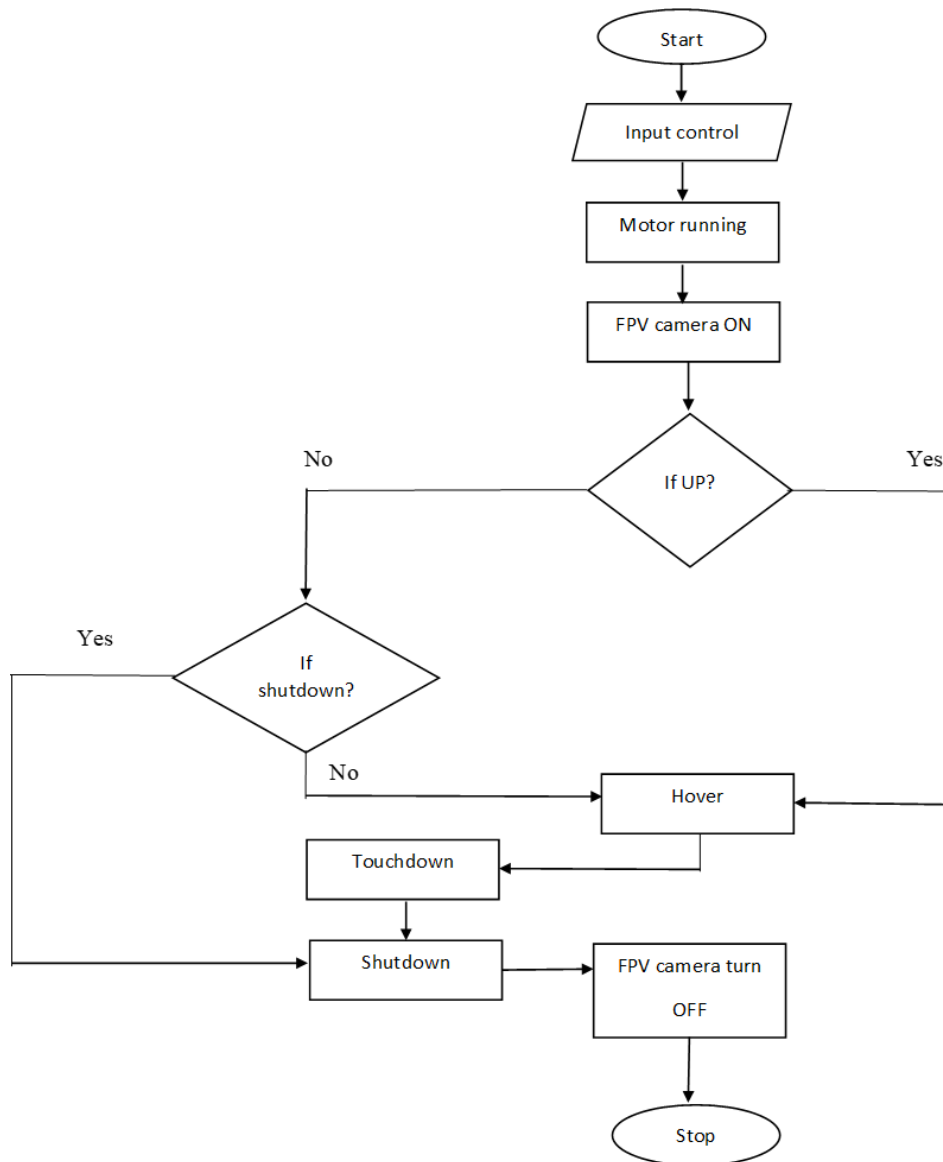 Start
Input control
Motor running
FPV camera ON
No
Yes
If UP?
Yes
If
shutdown?
No
Hover
Touchdown
Shutdown
FPV camera turn
OFF
Stop